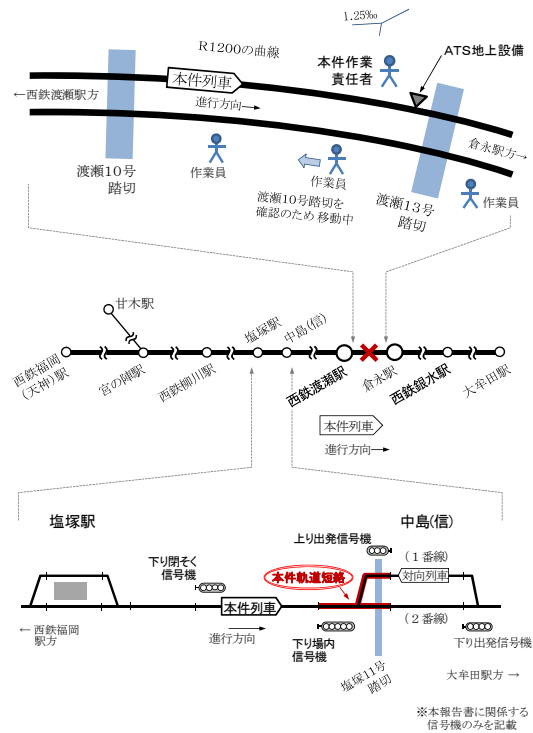 1.25‰
R1200の曲線
本件作業
責任者
ATS地上設備
本件列車
←西鉄渡瀬駅方
進行方向
倉永駅方→
渡瀬10号
踏切
作業員
作業員
渡瀬10号踏切を
確認のため移動中
渡瀬13号
踏切
作業員
甘木駅
塩塚駅
中島(信)
西鉄福岡
(天神)駅
宮の陣駅
西鉄柳川駅
西鉄渡瀬駅
倉永駅
西鉄銀水駅
大牟田駅
本件列車
進行方向
塩塚駅
中島(信)
上り出発信号機
下り閉そく
信号機
本件軌道短絡
(1番線)
対向列車
本件列車
(2番線)
← 西鉄福岡
駅方
進行方向
下り場内
信号機
下り出発信号機
塩塚11号
踏切
大牟田駅方 →
※本報告書に関係する
信号機のみを記載